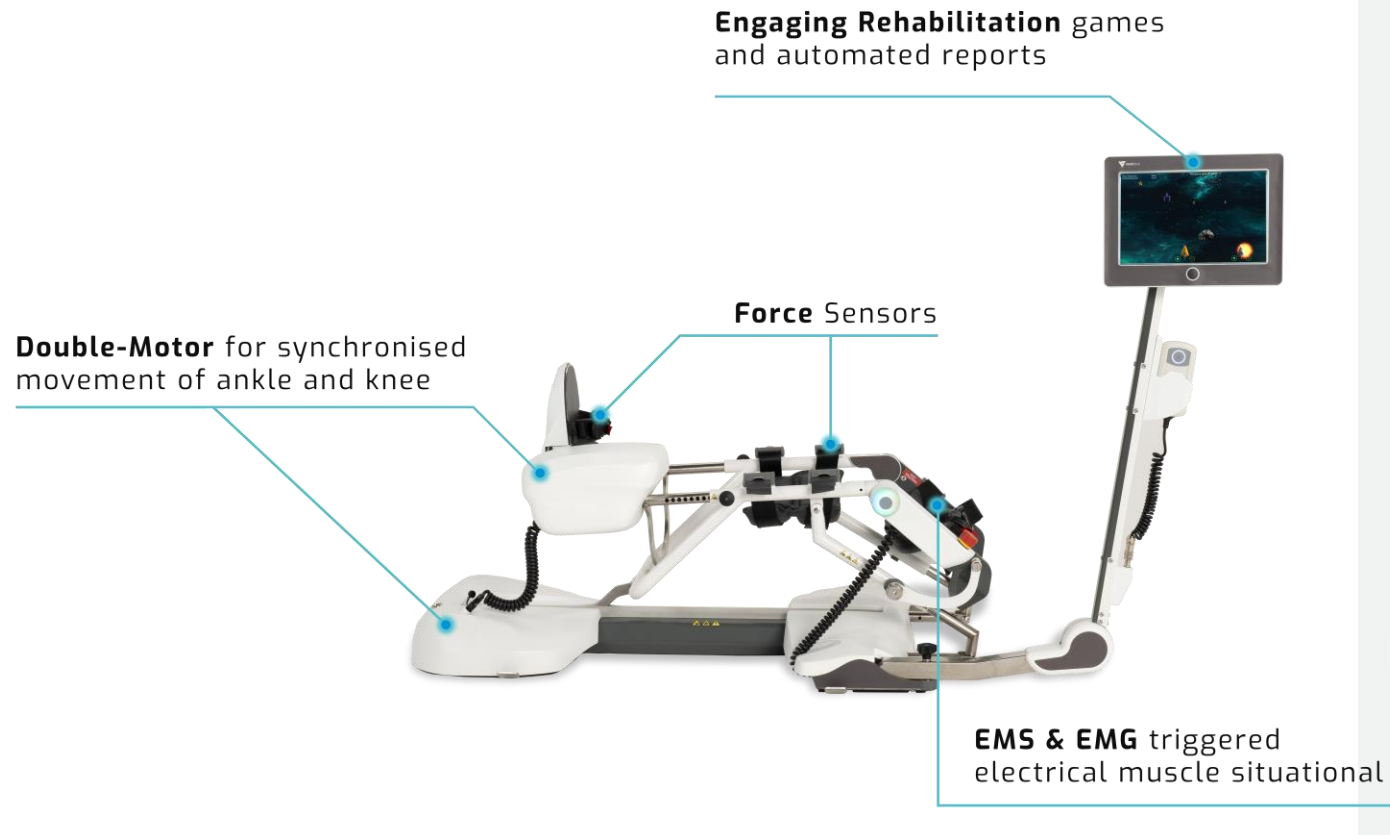 Engaging Rehabilitation games
and automated reports
Force Sensors
Double-Motor for synchronised
movement of ankle and knee
EMS & EMG triggered
electrical muscle situational